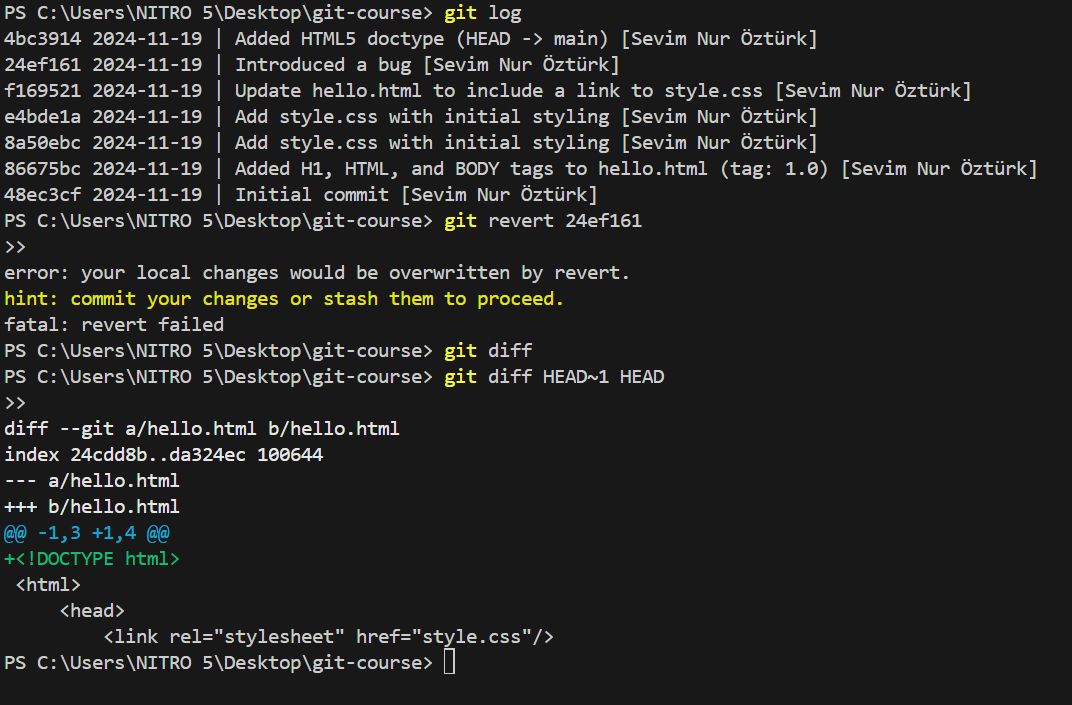 PS C:\Users\NITRO 5\Desktop\git-course> git log
4bc3914 2024-11-19 | Added HTML5 doctype (HEAD -> main) [Sevim Nur Öztürk]
24ef161 2024-11-19 | Introduced a bug [Sevim Nur Öztürk]
f169521 2024-11-19 | Update hello.html to include a link to style.css [Sevim Nur Öztürk]
e4bde1a 2024-11-19 | Add style.css with initial styling [Sevim Nur Öztürk]
8a50ebc 2024-11-19 | Add style.css with initial styling [Sevim Nur Öztürk]
86675bc 2024-11-19 | Added H1, HTML, and BODY tags to hello.html (tag: 1.0) [Sevim Nur Öztürk]
48ec3cf 2024-11-19 | Initial commit [Sevim Nur Öztürk]
PS C:\Users\NITRO 5\Desktop\git-course> git revert 24ef161
>>
error: your local changes would be overwritten by revert.
hint: commit your changes or stash them to proceed.
fatal: revert failed
PS C:\Users\NITRO 5\Desktop\git-course> git diff
PS C:\Users\NITRO 5\Desktop\git-course> git diff HEAD~1 HEAD
>>
diff --git a/hello.html b/hello.html
index 24cdd8b..da324ec 100644
--- a/hello.html
+++ b/hello.html
@@ -1,3 +1,4 @@
+<!DOCTYPE html>
 <html>
     <head>
         <link rel="stylesheet" href="style.css"/>
PS C:\Users\NITRO 5\Desktop\git-course>